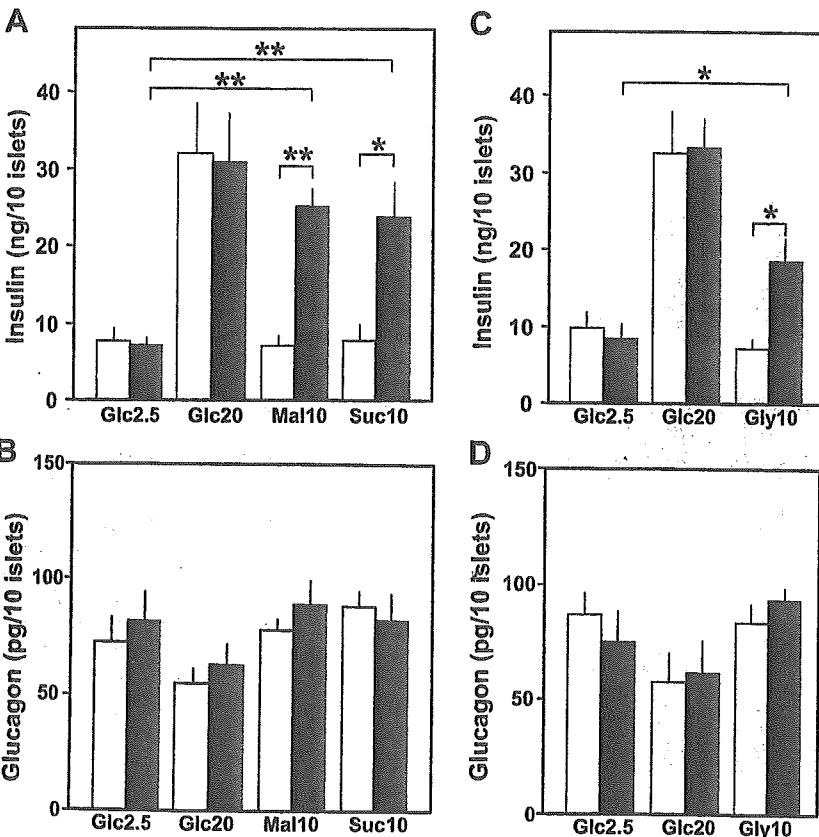 A
Insulin (ng/10 islets)
40
30
20
10
0
**
**
**
*
Glc2.5 Glc20 Mal10 Suc10
C
Insulin (ng/10 islets)
40
30
20
10
0
*
*
Glc2.5 Glc20 Gly10
B
Glucagon (pg/10 islets)
150
100
50
0
Glc2.5 Glc20 Mal10 Suc10
D
Glucagon (pg/10 islets)
150
100
50
0
Glc2.5 Glc20 Gly10